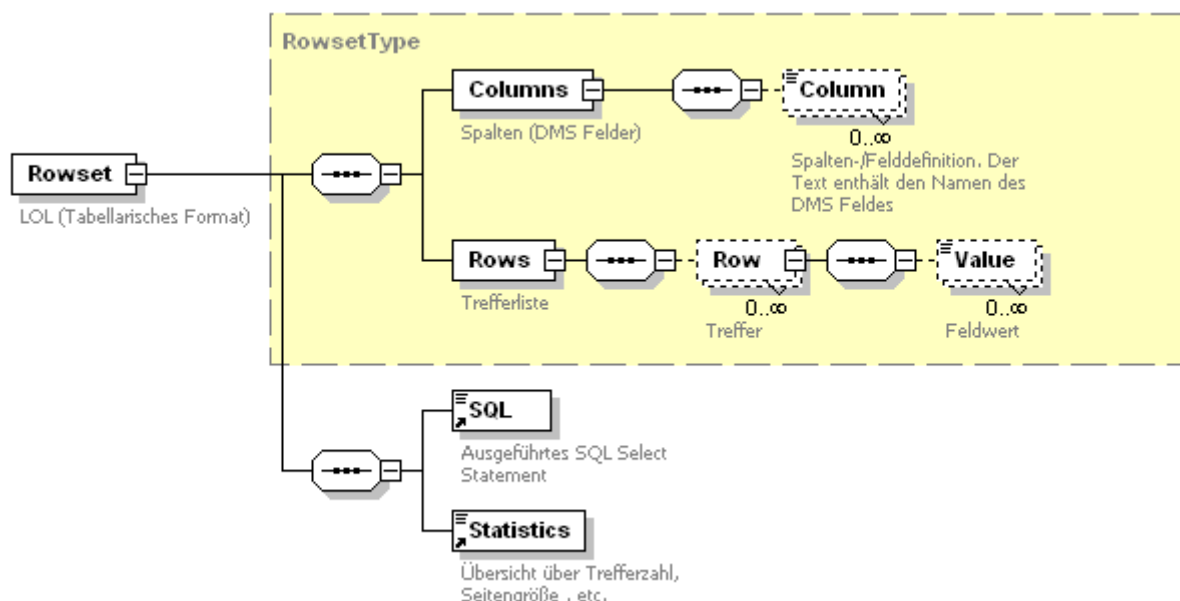 RowsetType
Columns
Spalten (DMS Felder)
Column
0..∞
Spalten-/Felddefinition. Der
Text enthält den Namen des
DMS Feldes
Rowset
LOL (Tabellarisches Format)
Rows
Trefferliste
Row
0..∞
Treffer
Value
0..∞
Feldwert
SQL
Ausgeführtes SQL Select
Statement
Statistics
Übersicht über Trefferzahl,
Seitengröße , etc.